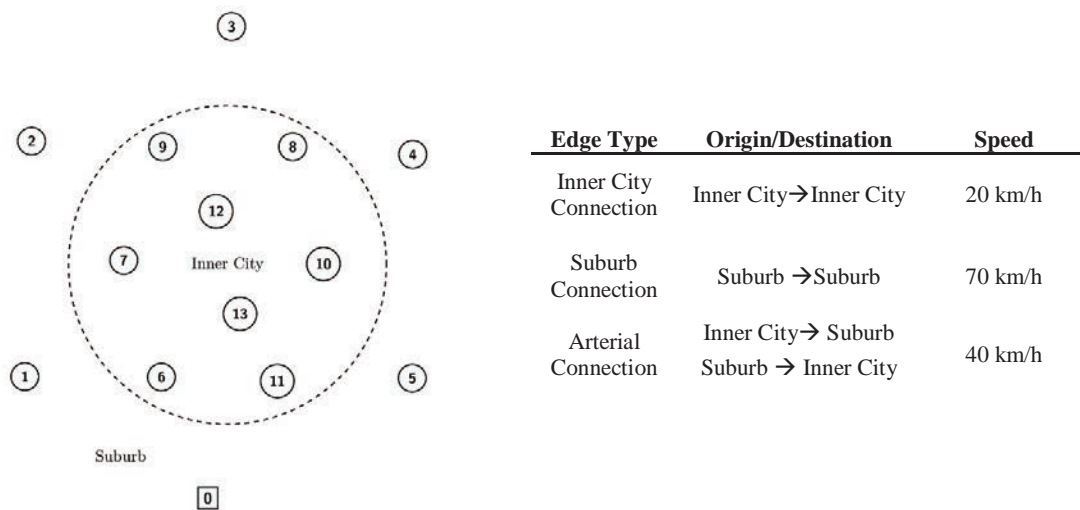 3
2
9
8
4
12
7
Inner City
10
13
1
6
11
5
Suburb
0
Edge Type Origin/Destination Speed
Inner City
Connection
Inner City→Inner City 20 km/h
Suburb
Connection
Suburb →Suburb 70 km/h
Arterial
Connection
Inner City→ Suburb
Suburb → Inner City
40 km/h